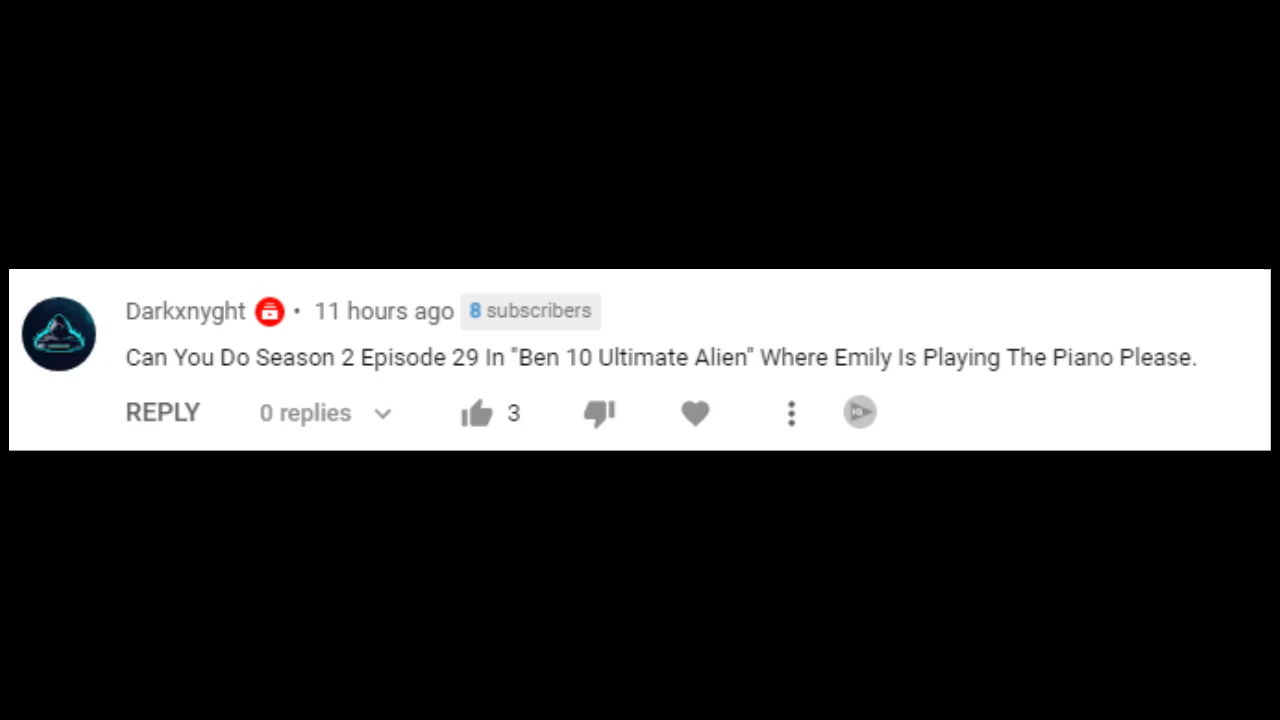 Darkxnyght • 11 hours ago 8 subscribers
Can You Do Season 2 Episode 29 In "Ben 10 Ultimate Alien" Where Emily Is Playing The Piano Please.
REPLY 0 replies 3